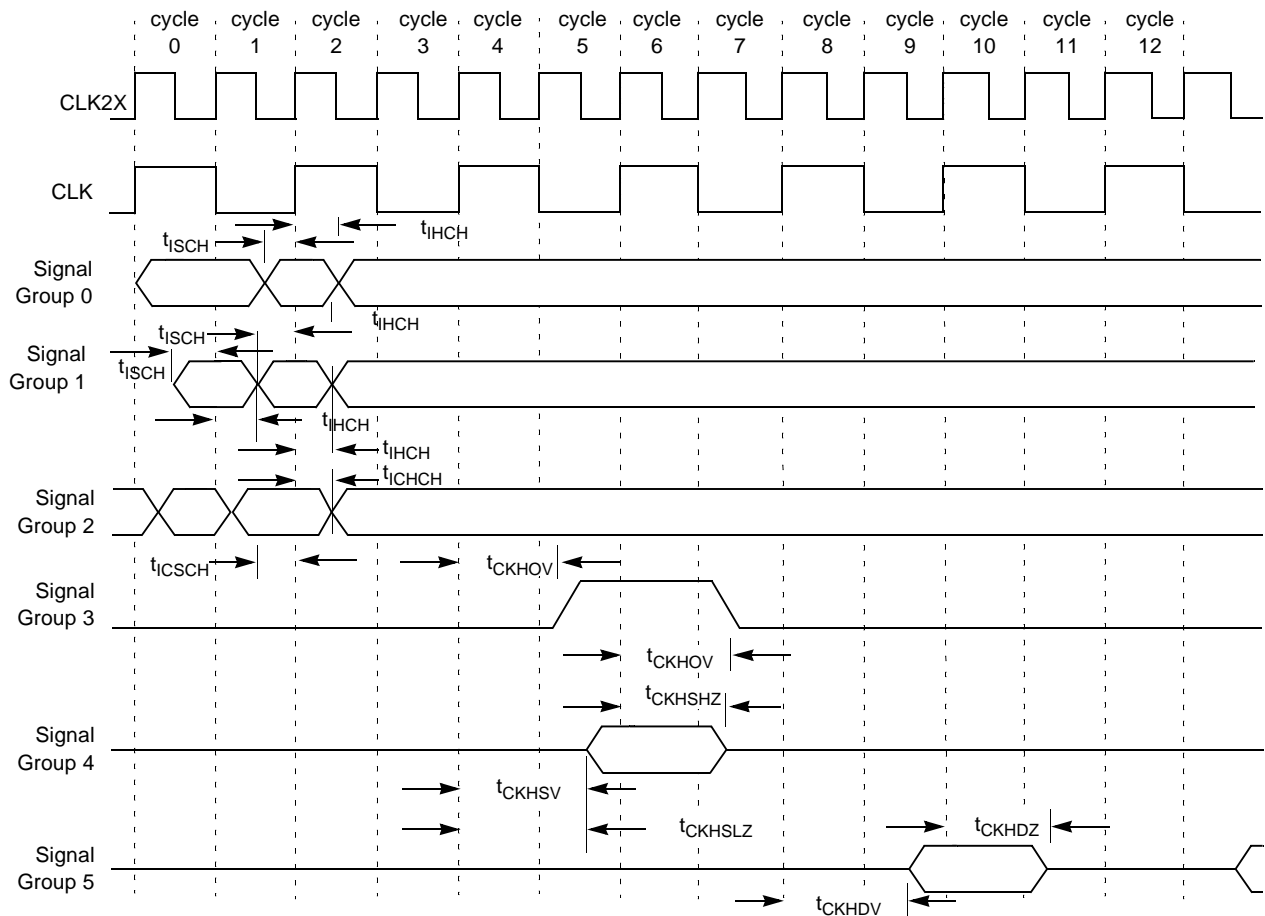 cycle cycle cycle cycle cycle cycle cycle cycle cycle cycle cycle cycle cycle
0 1 2 3 4 5 6 7 8 9 10 11 12
CLK2X
CLK
tIHCH
tISCH
Signal
Group 0
tIHCH
tISCH
Signal
Group 1
tISCH
tIHCH
tIHCH
tICHCH
Signal
Group 2
tICSCH
tCKHOV
Signal
Group 3
tCKHOV
tCKHSHZ
Signal
Group 4
tCKHSV
tCKHSLZ
tCKHDZ
Signal
Group 5
tCKHDV